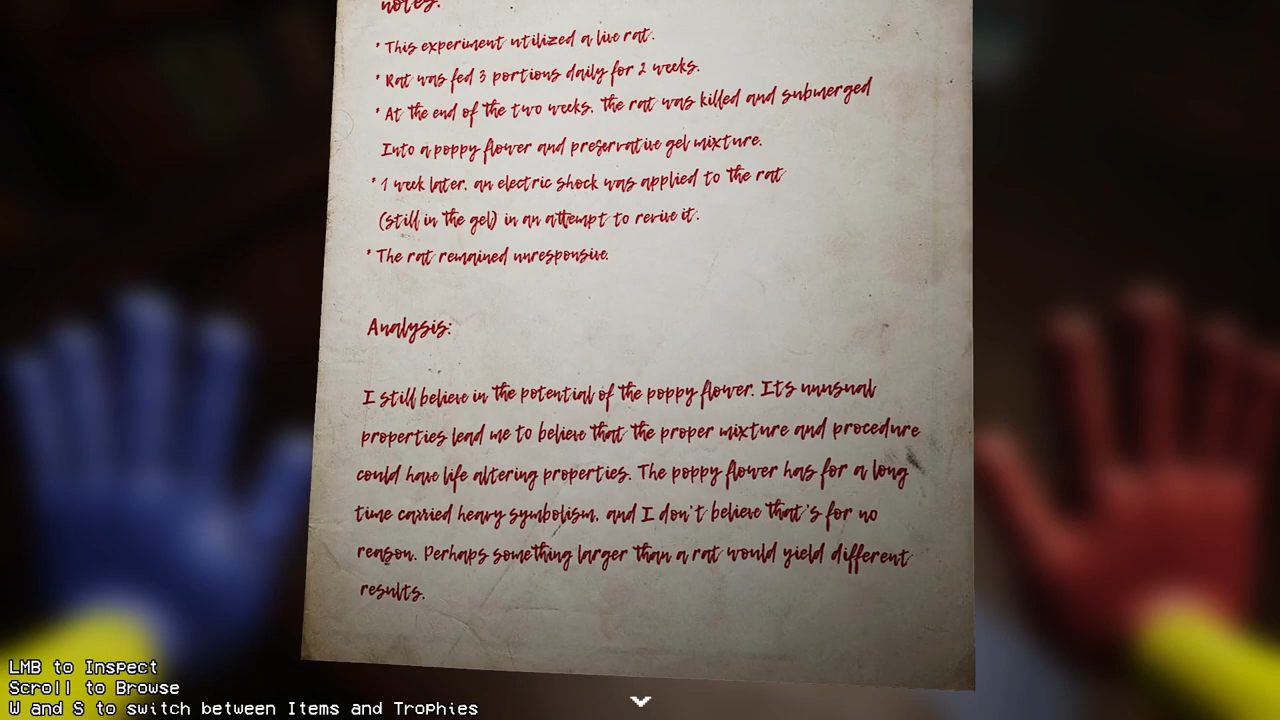 notes:
* This experiment utilized a live rat.
* Rat was fed 3 portions daily for 2 weeks.
* At the end of the two weeks, the rat was killed and submerged
Into a poppy flower and preservative gel mixture.
* 1 week later, an electric shock was applied to the rat
(still in the gel) in an attempt to revive it.
* The rat remained unresponsive.
Analysis:
I still believe in the potential of the poppy flower. Its unusual
properties lead me to believe that the proper mixture and procedure
could have life altering properties. The poppy flower has for a long
time carried heavy symbolism, and I don't believe that's for no
reason. Perhaps something larger than a rat would yield different
results.
LMB to Inspect
Scroll to Browse
W and S to switch between Items and Trophies